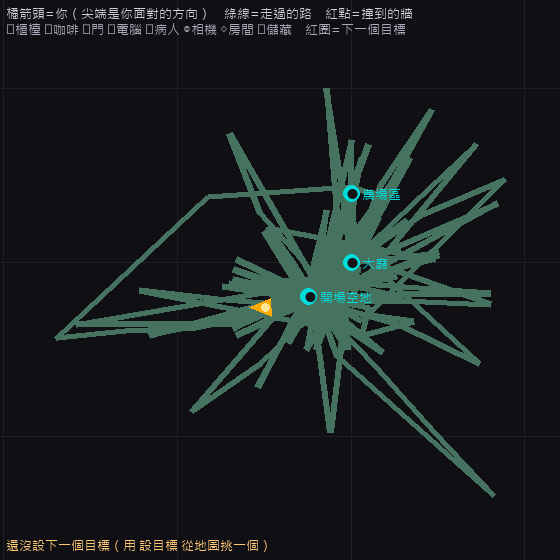 橘箭頭=你（尖端是你面對的方向） 綠線=走過的路 紅點=撞到的牆
櫃檯 咖啡 門 電腦 病人 相機 ◇房間 儲藏 紅圈=下一個目標
農場區
大廳
開場空地
還沒設下一個目標（用 設目標 從地圖挑一個）